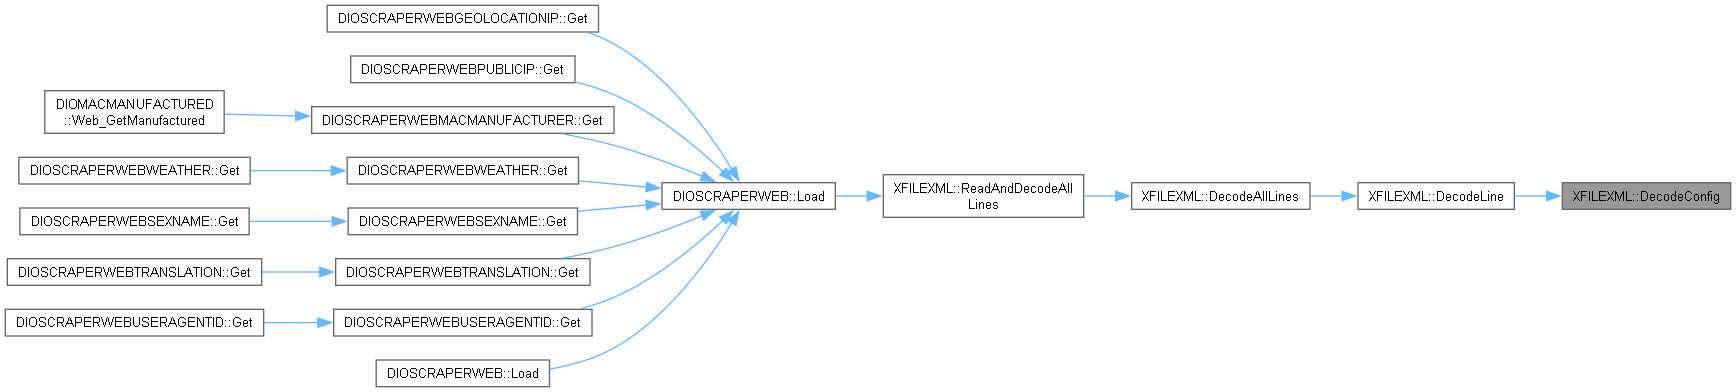 DIOSCRAPERWEBGEOLOCATIONIP::Get
DIOSCRAPERWEBPUBLICIP::Get
DIOMACMANUFACTURED
::Web_GetManufactured
DIOSCRAPERWEBMACMANUFACTURER::Get
DIOSCRAPERWEBWEATHER::Get
DIOSCRAPERWEBWEATHER::Get
DIOSCRAPERWEB::Load
XFILEXML::ReadAndDecodeAll
Lines
XFILEXML::DecodeAllLines
XFILEXML::DecodeLine
XFILEXML::DecodeConfig
DIOSCRAPERWEBSEXNAME::Get
DIOSCRAPERWEBSEXNAME::Get
DIOSCRAPERWEBTRANSLATION::Get
DIOSCRAPERWEBTRANSLATION::Get
DIOSCRAPERWEBUSERAGENTID::Get
DIOSCRAPERWEBUSERAGENTID::Get
DIOSCRAPERWEB::Load